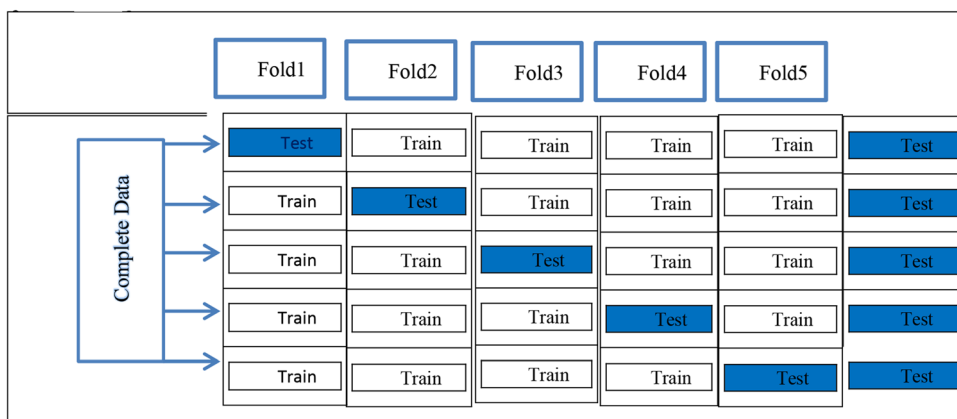 Fold1 Fold2 Fold3 Fold4 Fold5
Complete Data
Test Train Train Train Train Test
Train Test Train Train Train Test
Train Train Test Train Train Test
Train Train Train Test Train Test
Train Train Train Train Test Test